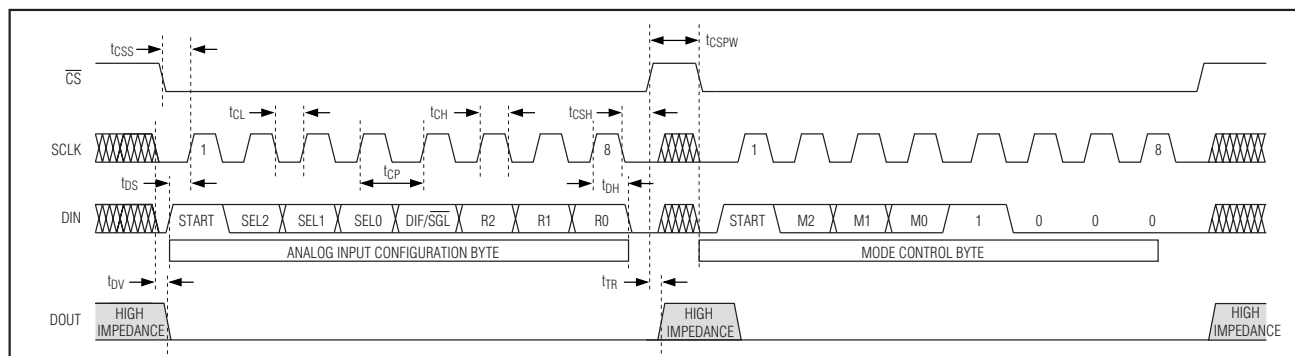 tCSS
tCSPW
CS
tCL
tCH
tCSH
SCLK
1
8
1
8
tCP
tDS
tDH
DIN
START SEL2 SEL1 SEL0 DIF/SGL R2 R1 R0
START M2 M1 M0 1 0 0 0
ANALOG INPUT CONFIGURATION BYTE
MODE CONTROL BYTE
tDV
tTR
DOUT
HIGH
IMPEDANCE
HIGH
IMPEDANCE
HIGH
IMPEDANCE